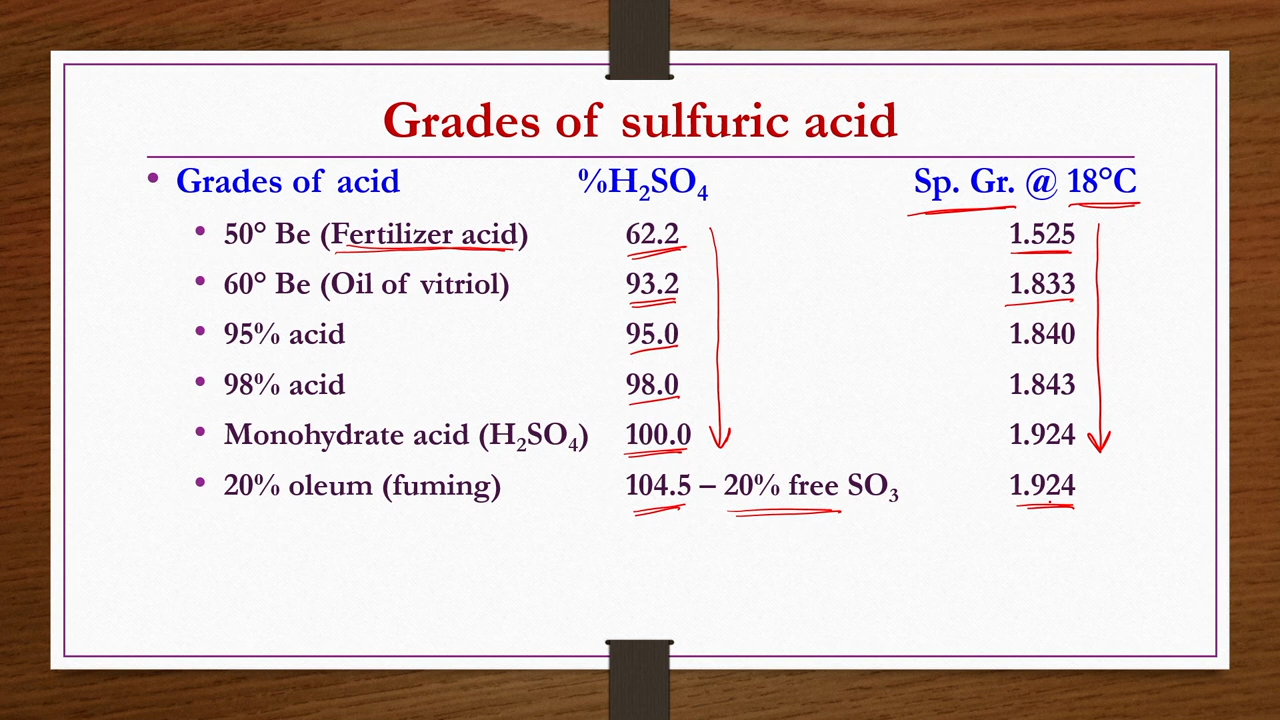 Grades of sulfuric acid
• Grades of acid %H₂SO₄ Sp. Gr. @ 18°C
• 50° Be (Fertilizer acid) 62.2 1.525
• 60° Be (Oil of vitriol) 93.2 1.833
• 95% acid 95.0 1.840
• 98% acid 98.0 1.843
• Monohydrate acid (H₂SO₄) 100.0 1.924
• 20% oleum (fuming) 104.5 – 20% free SO₃ 1.924